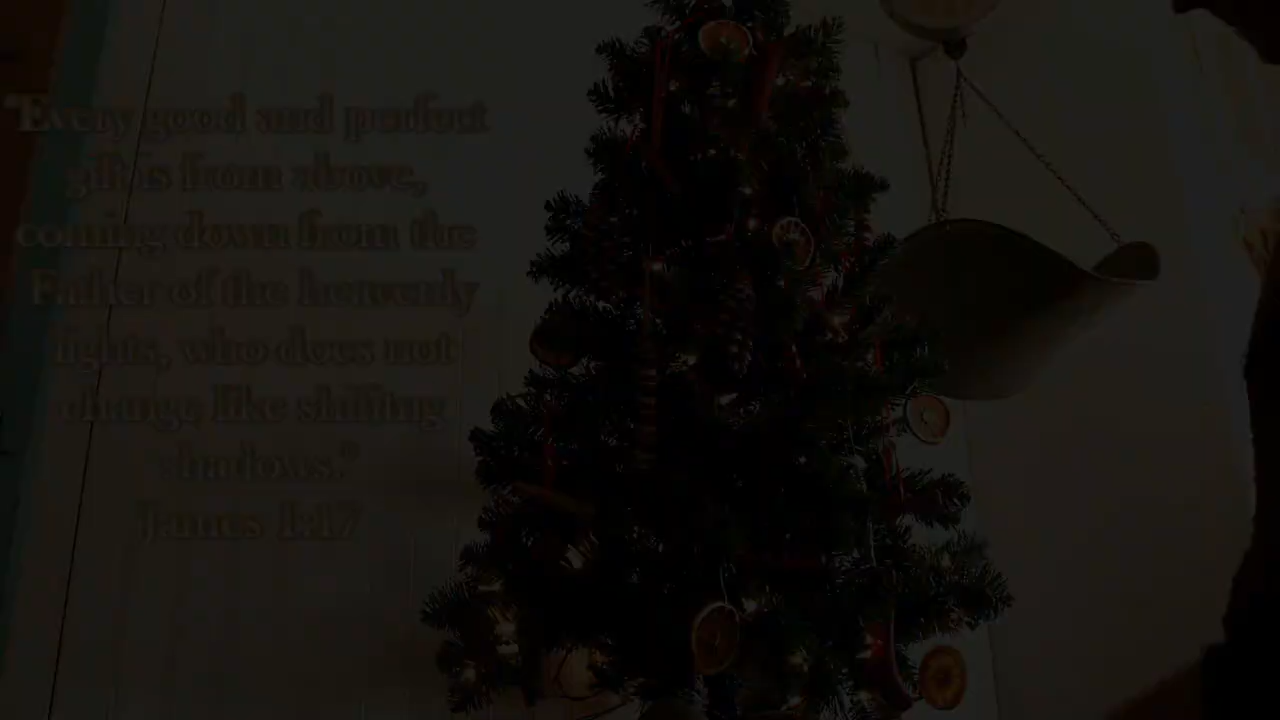 "Every good and perfect
gift is from above,
coming down from the
Father of the heavenly
lights, who does not
change like shifting
shadows."
James 1:17